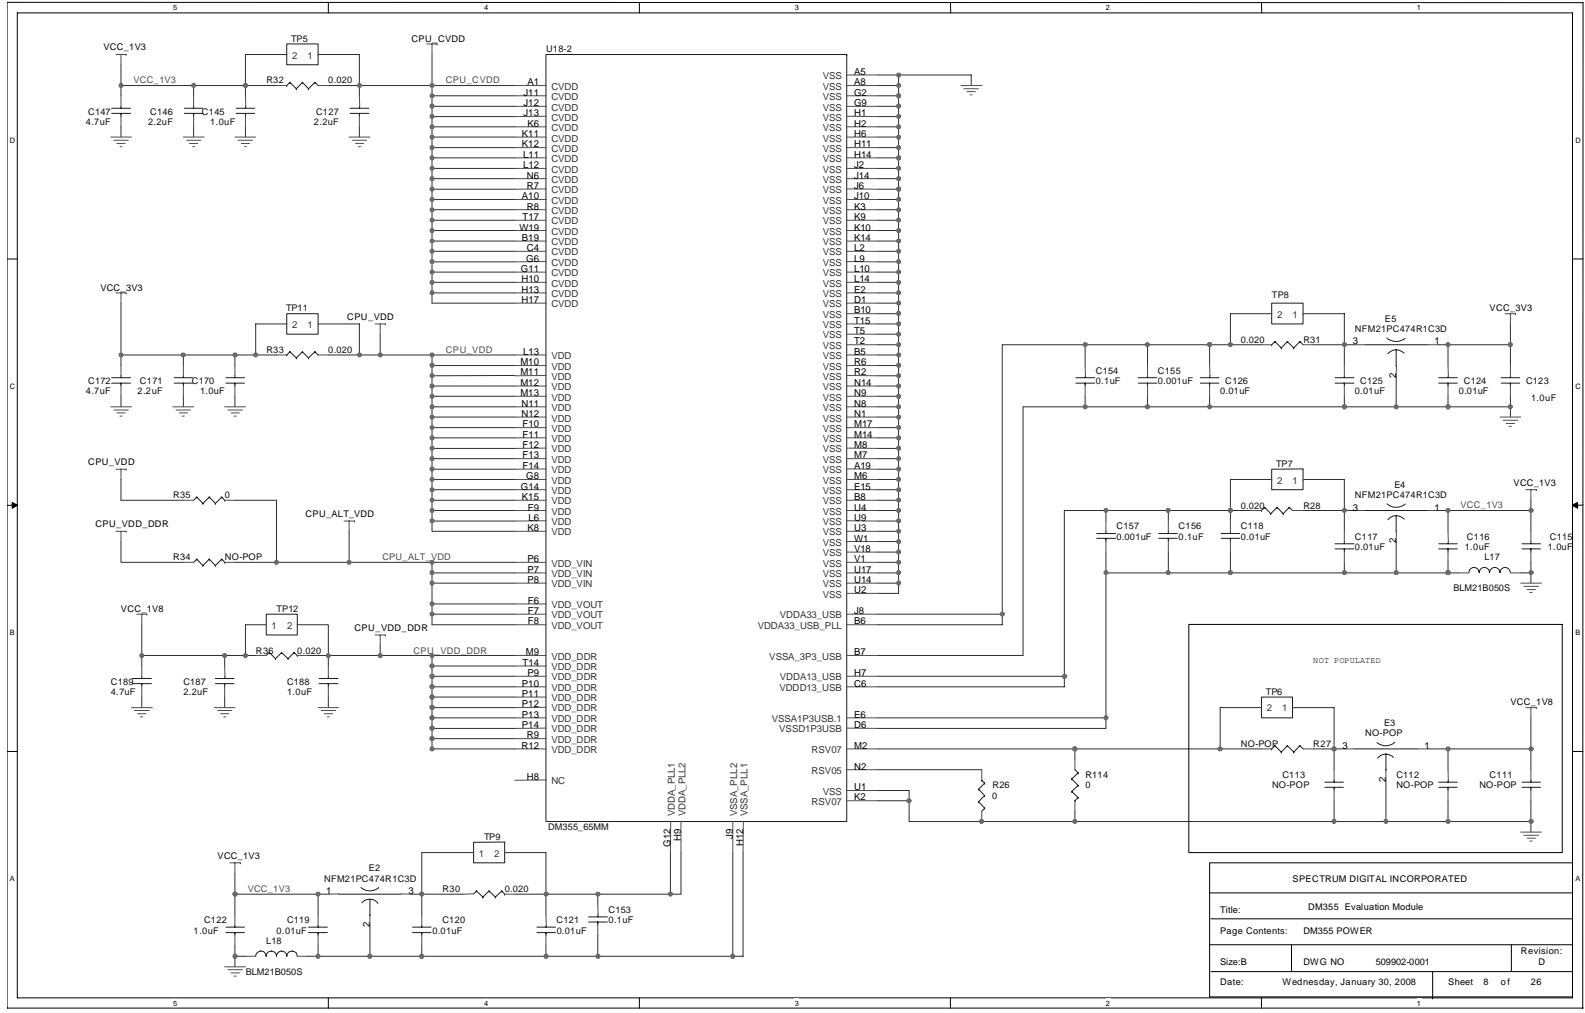 5 4 3 2 1
D
C
B
A
VCC_1V3
TP5
2 1
CPU_CVDD
VCC_1V3
R32 0.020
CPU_CVDD
C147
4.7uF
C146
2.2uF
C145
1.0uF
C127
2.2uF
U18-2
A1 CVDD
J11 CVDD
J12 CVDD
J13 CVDD
K6 CVDD
K11 CVDD
K12 CVDD
L11 CVDD
L12 CVDD
N6 CVDD
R7 CVDD
A10 CVDD
R8 CVDD
T17 CVDD
W19 CVDD
B19 CVDD
C4 CVDD
G6 CVDD
G11 CVDD
H10 CVDD
H13 CVDD
H17 CVDD
VCC_3V3
TP11
2 1
CPU_VDD
R33 0.020
CPU_VDD
C172
4.7uF
C171
2.2uF
C170
1.0uF
L13 VDD
M10 VDD
M11 VDD
M12 VDD
M13 VDD
N11 VDD
N12 VDD
F10 VDD
F11 VDD
F12 VDD
F13 VDD
F14 VDD
G8 VDD
G14 VDD
K15 VDD
F9 VDD
L6 VDD
K8 VDD
CPU_VDD
R35 0
CPU_VDD_DDR
CPU_ALT_VDD
R34 NO-POP
CPU_ALT_VDD
P6 VDD_VIN
P7 VDD_VIN
P8 VDD_VIN
F6 VDD_VOUT
F7 VDD_VOUT
F8 VDD_VOUT
VCC_1V8
TP12
1 2
CPU_VDD_DDR
R36 0.020
CPU_VDD_DDR
C189
4.7uF
C187
2.2uF
C188
1.0uF
M9 VDD_DDR
T14 VDD_DDR
P9 VDD_DDR
P10 VDD_DDR
P11 VDD_DDR
P12 VDD_DDR
P13 VDD_DDR
P14 VDD_DDR
R9 VDD_DDR
R12 VDD_DDR
H8 NC
DM355_65MM
VDDA_PLL1
VDDA_PLL2
VSSA_PLL2
VSSA_PLL1
G12
H9
J9
H12
VSS A5
VSS A8
VSS G2
VSS G9
VSS H1
VSS H2
VSS H6
VSS H11
VSS H14
VSS J2
VSS J14
VSS J6
VSS J10
VSS K3
VSS K9
VSS K10
VSS K14
VSS L2
VSS L9
VSS L10
VSS L14
VSS E2
VSS D1
VSS B10
VSS T15
VSS T5
VSS T2
VSS B5
VSS R6
VSS R2
VSS N14
VSS N9
VSS N8
VSS N1
VSS M17
VSS M14
VSS M8
VSS M7
VSS A19
VSS M6
VSS E15
VSS B8
VSS U4
VSS U9
VSS U3
VSS W1
VSS V18
VSS V1
VSS U17
VSS U14
VSS U2
VDDA33_USB J8
VDDA33_USB_PLL B6
VSSA_3P3_USB B7
VDDA13_USB H7
VDDD13_USB C6
VSSA1P3USB.1 E6
VSSD1P3USB D6
RSV07 M2
RSV05 N2
VSS U1
RSV07 K2
TP8
2 1
0.020 R31
E5
NFM21PC474R1C3D
3 1
2
VCC_3V3
C154
0.1uF
C155
0.001uF
C126
0.01uF
C125
0.01uF
C124
0.01uF
C123
1.0uF
TP7
2 1
0.020 R28
E4
NFM21PC474R1C3D
3 1
2
VCC_1V3
VCC_1V3
C157
0.001uF
C156
0.1uF
C118
0.01uF
C117
0.01uF
C116
1.0uF
C115
1.0uF
L17
BLM21B050S
NOT POPULATED
TP6
2 1
NO-POP R27
E3
NO-POP
3 1
2
VCC_1V8
C113
NO-POP
C112
NO-POP
C111
NO-POP
R26
0
R114
0
VCC_1V3
VCC_1V3
E2
NFM21PC474R1C3D
1 3
2
TP9
1 2
R30 0.020
C122
1.0uF
C119
0.01uF
C120
0.01uF
C121
0.01uF
C153
0.1uF
L18
BLM21B050S
SPECTRUM DIGITAL INCORPORATED
Title: DM355 Evaluation Module
Page Contents: DM355 POWER
Size:B DWG NO 509902-0001 Revision: D
Date: Wednesday, January 30, 2008 Sheet 8 of 26
D
C
B
A
5 4 3 2 1